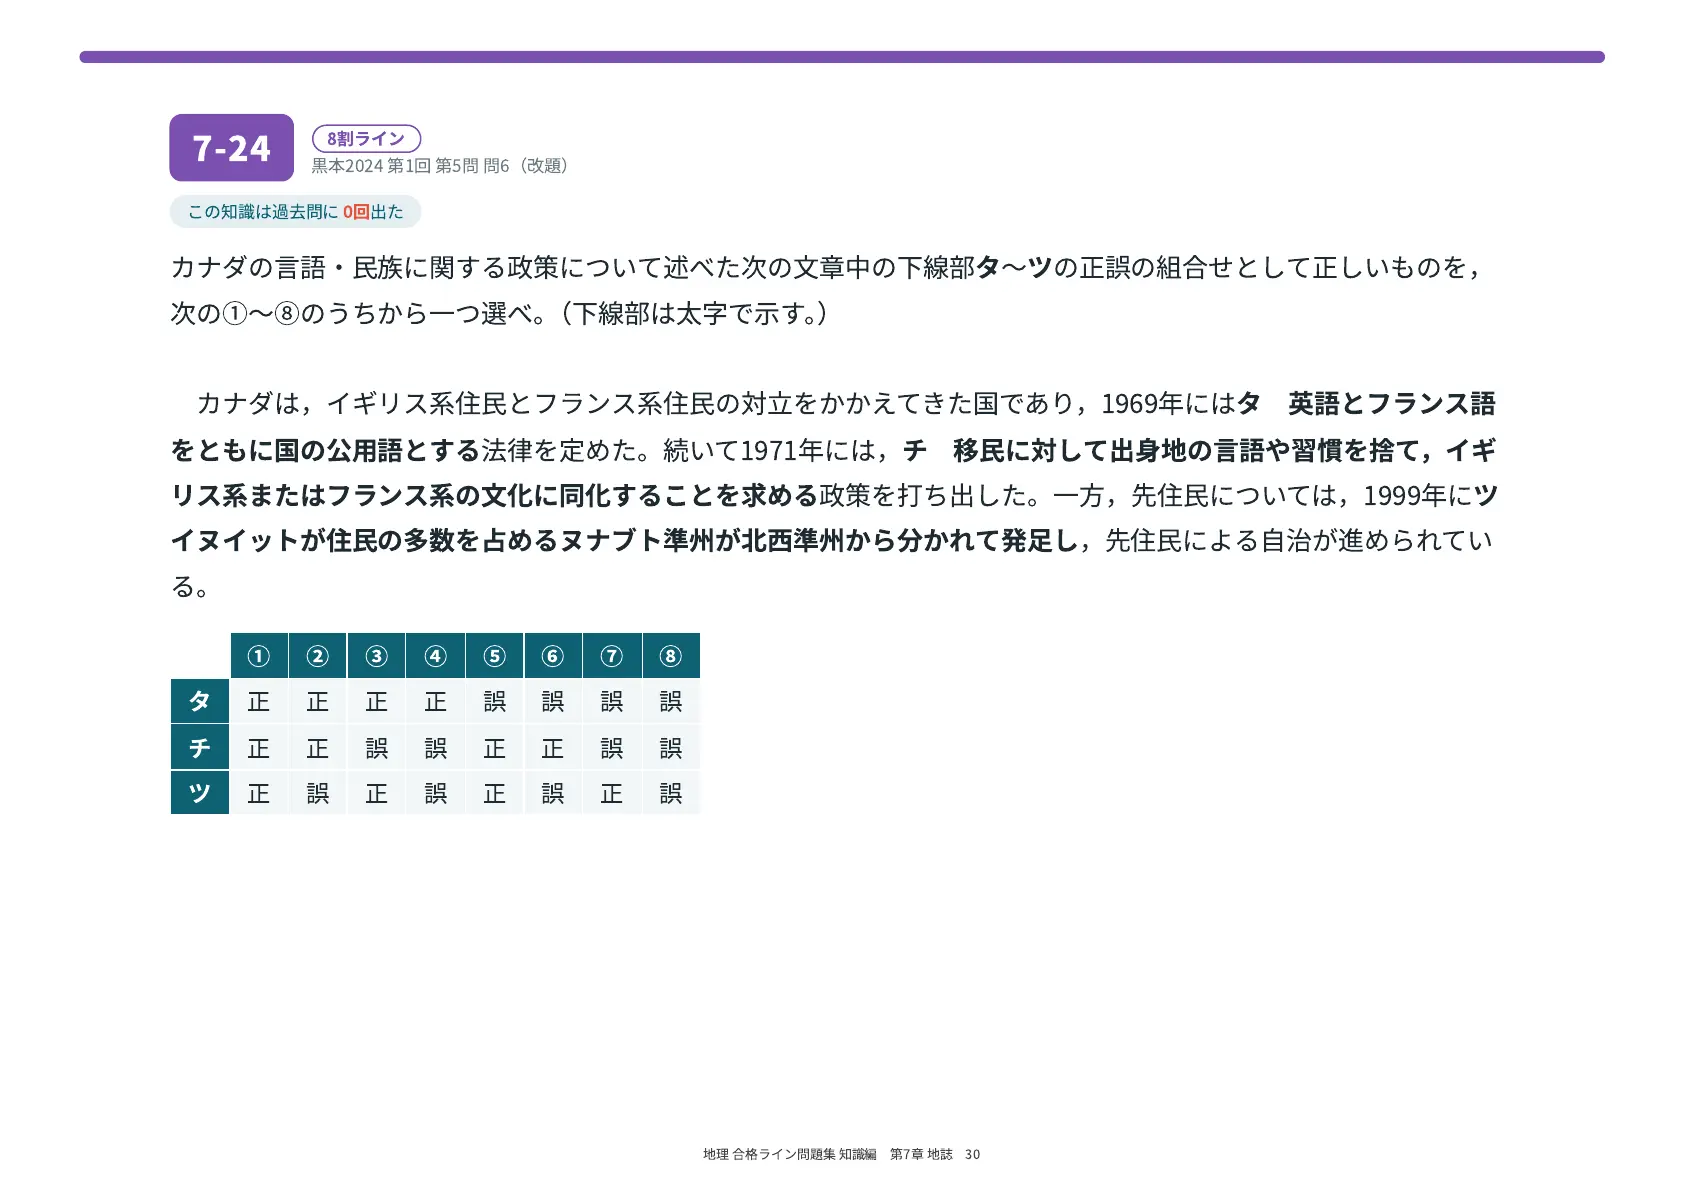 7-24
8割ライン
黒本2024 第1回 第5問 問6（改題）
この知識は過去問に 0回出た
カナダの言語・民族に関する政策について述べた次の文章中の下線部タ～ツの正誤の組合せとして正しいものを，
次の①～⑧のうちから一つ選べ。（下線部は太字で示す。）
カナダは，イギリス系住民とフランス系住民の対立をかかえてきた国であり，1969年にはタ　英語とフランス語
をともに国の公用語とする法律を定めた。続いて1971年には，チ　移民に対して出身地の言語や習慣を捨て，イギ
リス系またはフランス系の文化に同化することを求める政策を打ち出した。一方，先住民については，1999年にツ
イヌイットが住民の多数を占めるヌナブト準州が北西準州から分かれて発足し，先住民による自治が進められてい
る。
① ② ③ ④ ⑤ ⑥ ⑦ ⑧
タ 正 正 正 正 誤 誤 誤 誤
チ 正 正 誤 誤 正 正 誤 誤
ツ 正 誤 正 誤 正 誤 正 誤
地理 合格ライン問題集 知識編　第7章 地誌　30